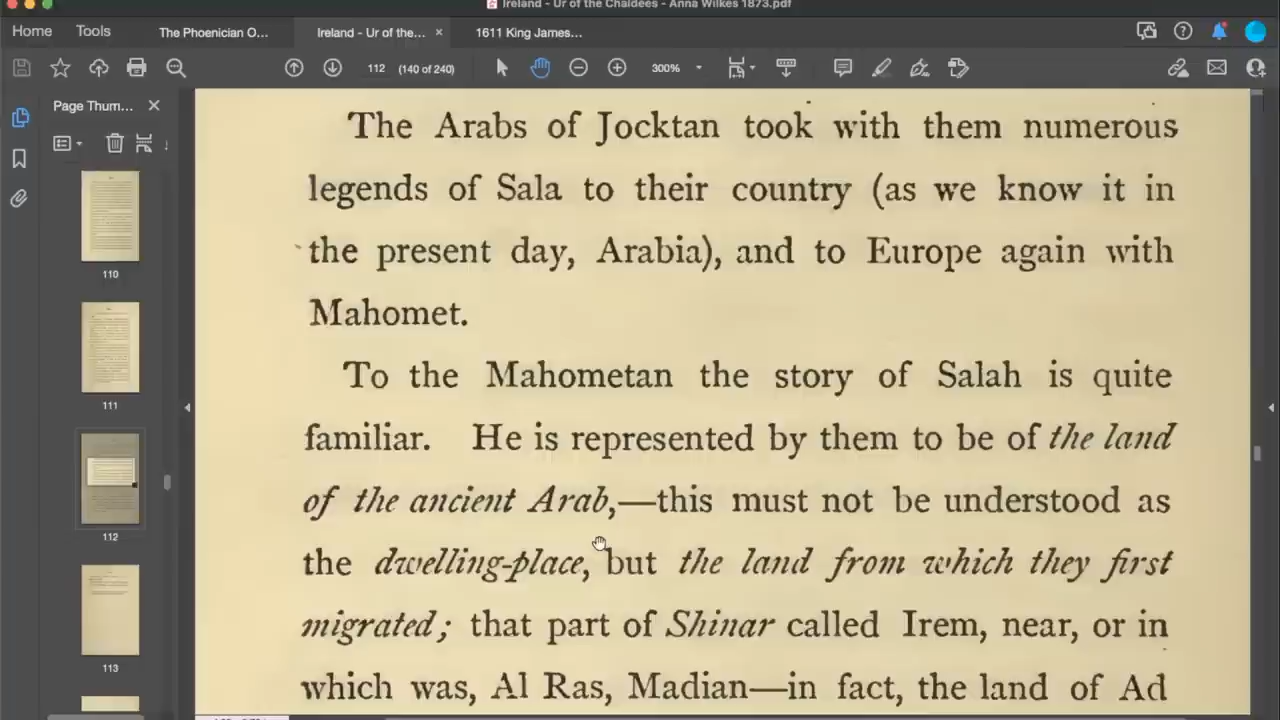 Ireland - Ur of the Chaldees - Anna Wilkes 1873.pdf
Home Tools The Phoenician O... Ireland - Ur of the... × 1611 King James...
112 (140 of 240) 300%
Page Thum... ×
110
111
112
113
The Arabs of Jocktan took with them numerous
legends of Sala to their country (as we know it in
the present day, Arabia), and to Europe again with
Mahomet.
To the Mahometan the story of Salah is quite
familiar. He is represented by them to be of the land
of the ancient Arab,—this must not be understood as
the dwelling-place, but the land from which they first
migrated; that part of Shinar called Irem, near, or in
which was, Al Ras, Madian—in fact, the land of Ad